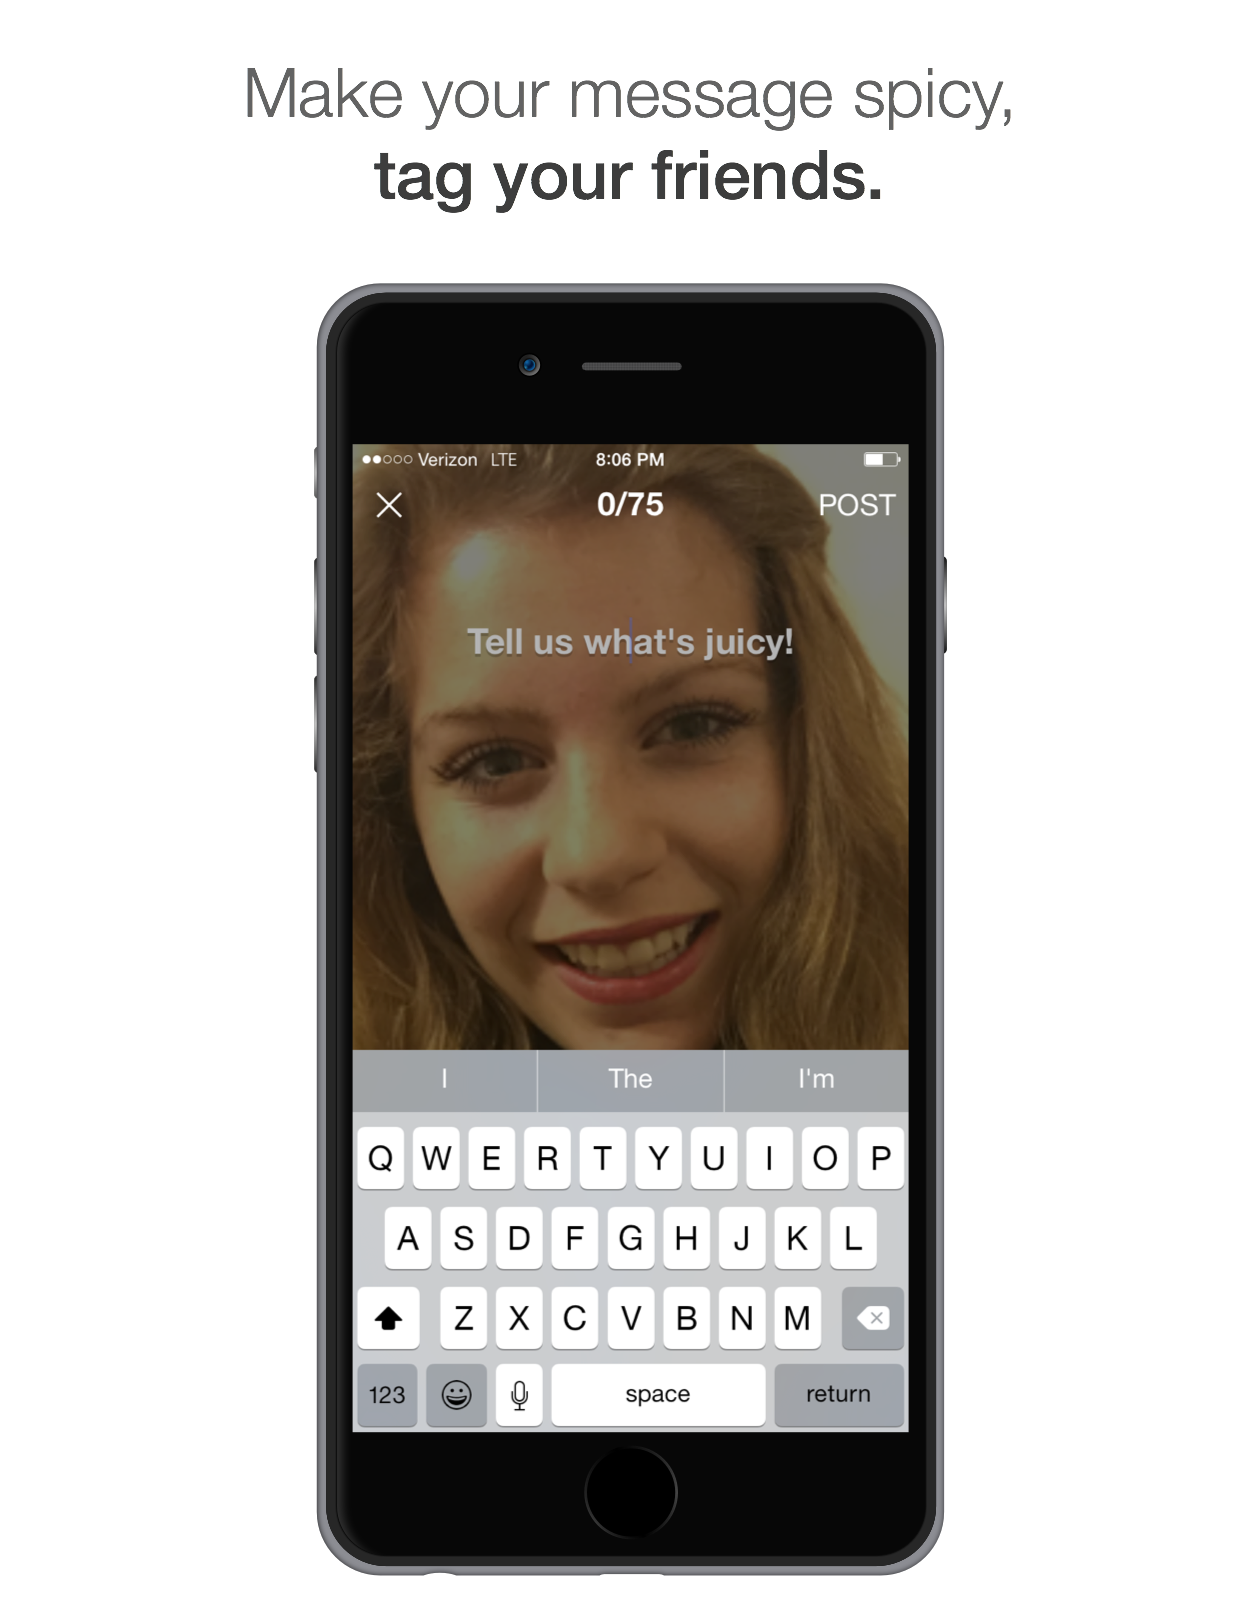 Make your message spicy,
tag your friends.
Verizon LTE 8:06 PM
0/75 POST
Tell us what's juicy!
I The I'm
Q W E R T Y U I O P
A S D F G H J K L
Z X C V B N M
123 space return